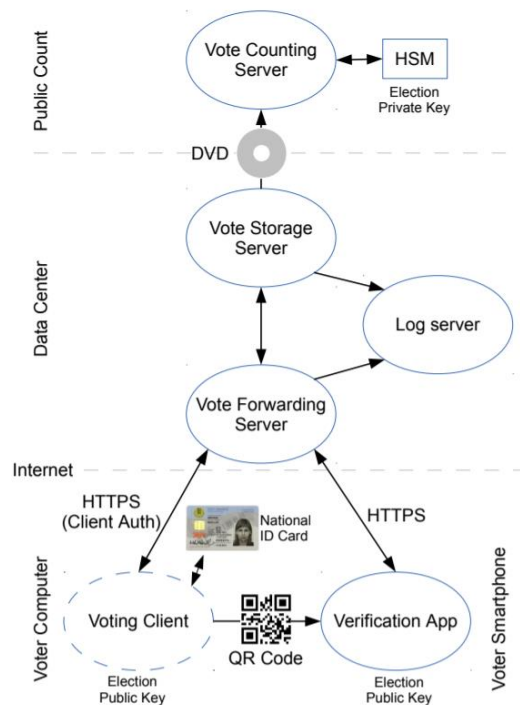 Public Count
Vote Counting
Server
HSM
Election
Private Key
DVD
Data Center
Vote Storage
Server
Log server
Vote Forwarding
Server
Internet
HTTPS
(Client Auth)
National
ID Card
HTTPS
Voter Computer
Voting Client
QR Code
Verification App
Voter Smartphone
Election
Public Key
Election
Public Key